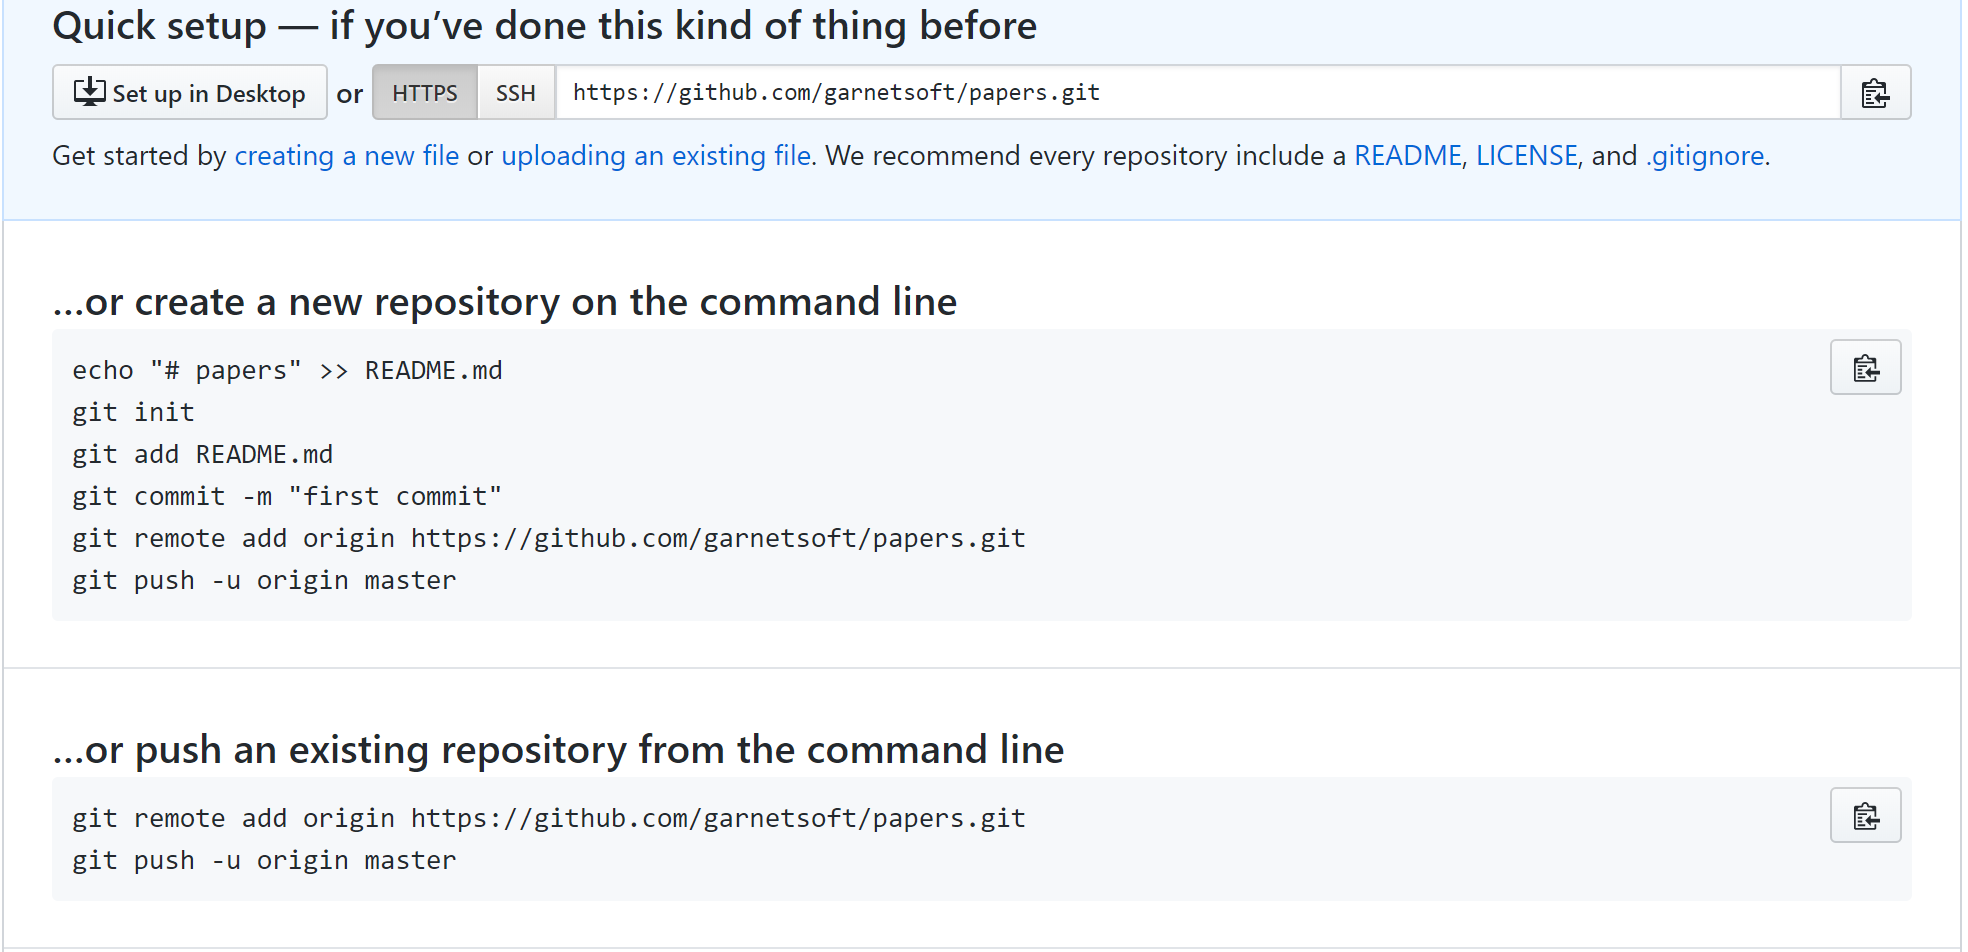 Quick setup — if you’ve done this kind of thing before
Set up in Desktop or HTTPS SSH https://github.com/garnetsoft/papers.git
Get started by creating a new file or uploading an existing file. We recommend every repository include a README, LICENSE, and .gitignore.
…or create a new repository on the command line
echo "# papers" >> README.md
git init
git add README.md
git commit -m "first commit"
git remote add origin https://github.com/garnetsoft/papers.git
git push -u origin master
…or push an existing repository from the command line
git remote add origin https://github.com/garnetsoft/papers.git
git push -u origin master